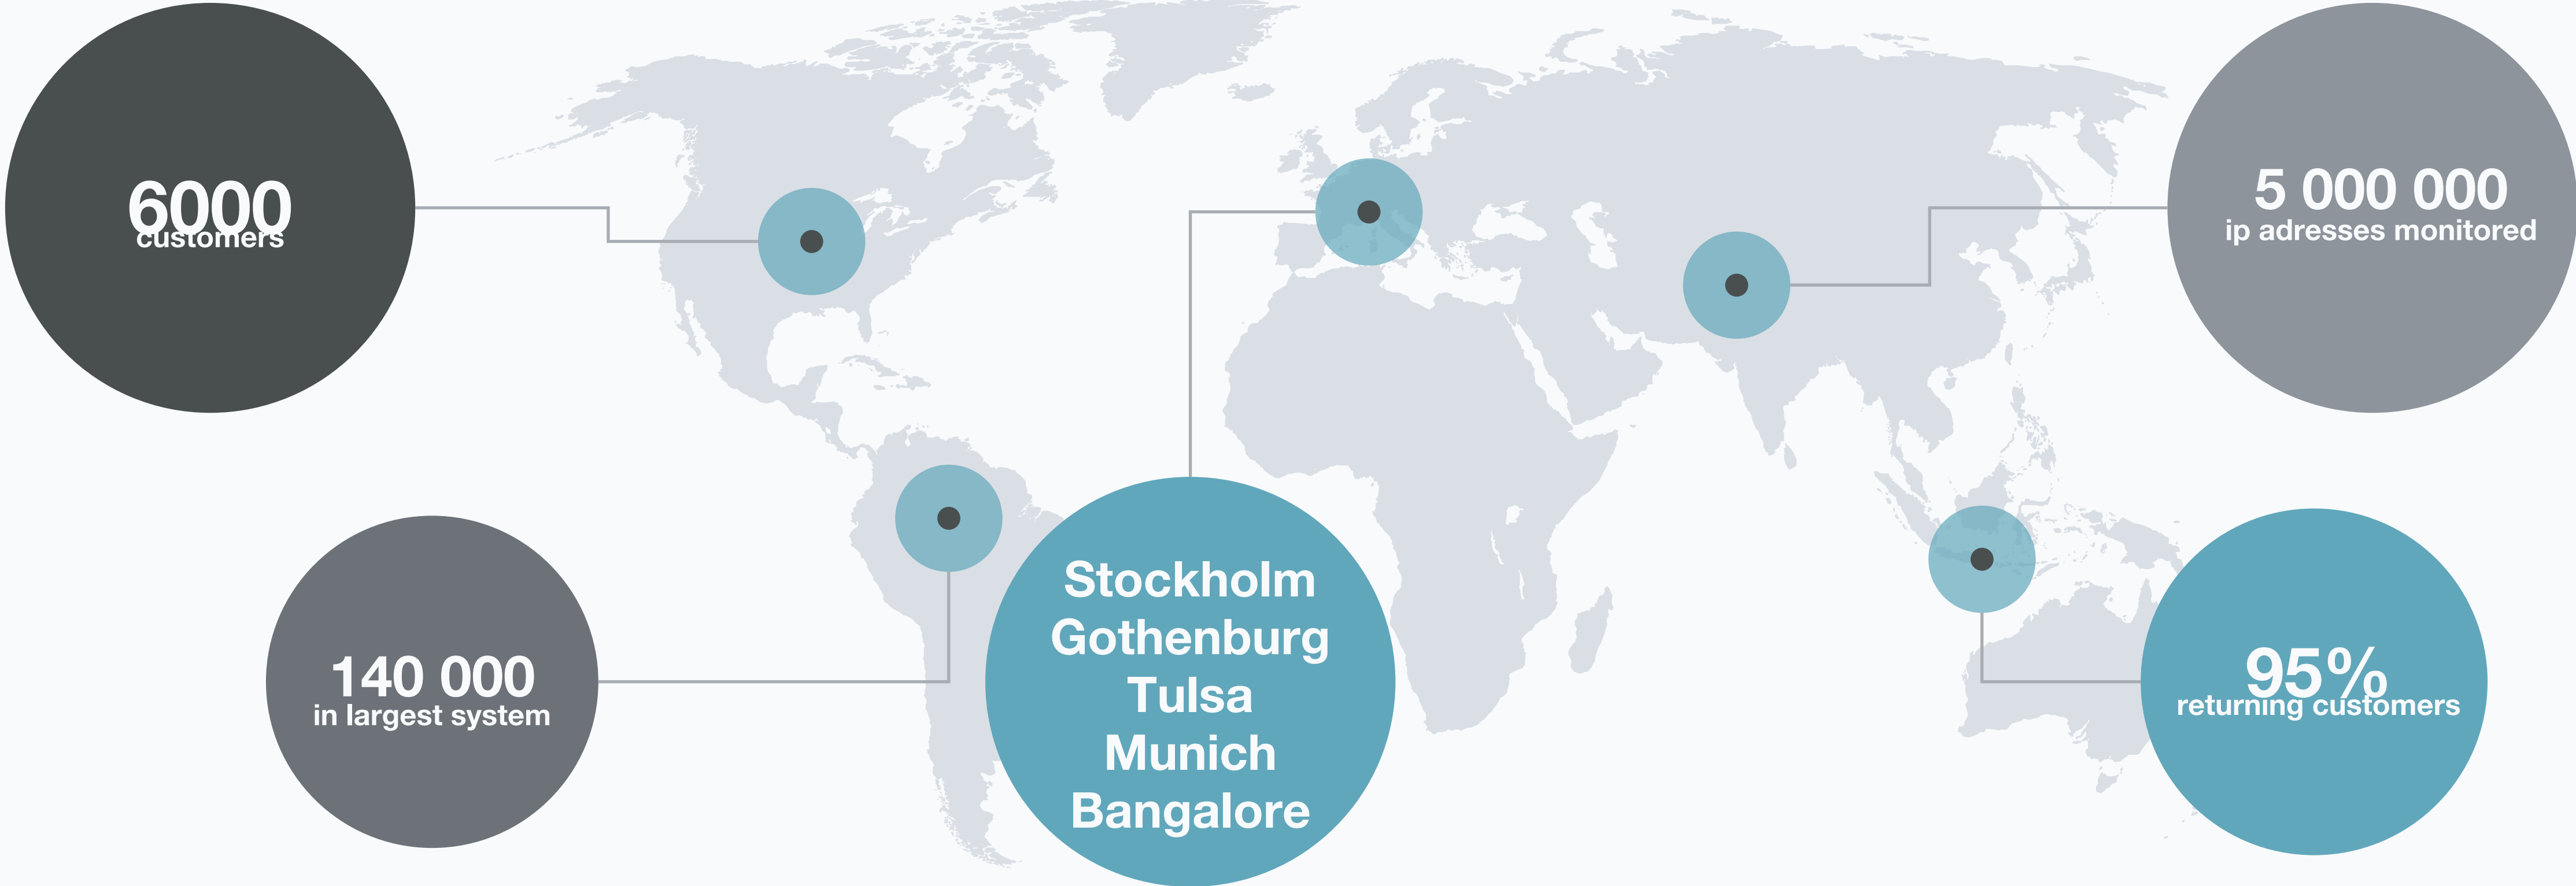 6000
customers
5 000 000
ip adresses monitored
140 000
in largest system
Stockholm
Gothenburg
Tulsa
Munich
Bangalore
95%
returning customers